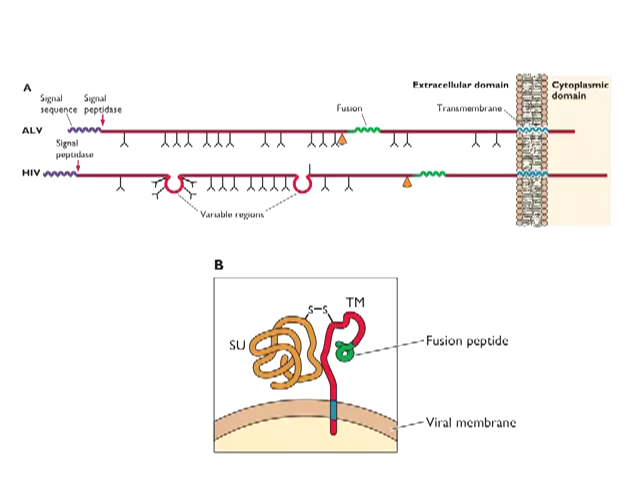 A
Extracellular domain
Cytoplasmic
domain
Signal
sequence
Signal
peptidase
Fusion
Transmembrane
ALV
Signal
peptidase
HIV
Variable regions
B
S–S
TM
SU
Fusion peptide
Viral membrane